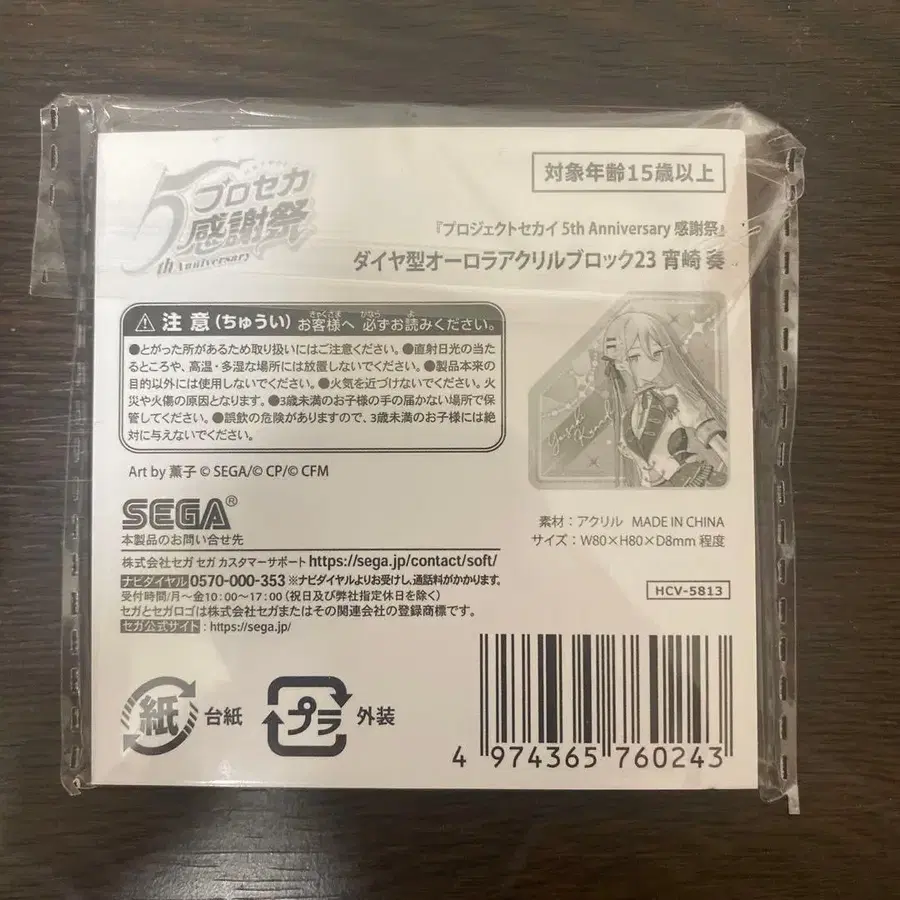 5
プロセカ
感謝祭
th Anniversary
対象年齢15歳以上
『プロジェクトセカイ 5th Anniversary 感謝祭』
ダイヤ型オーロラアクリルブロック23 宵崎 奏
⚠ 注意(ちゅうい) お客様へ 必ずお読みください。
きゃくさま かなら よ
●とがった所があるため取り扱いにはご注意ください。●直射日光の当た
るところや、高温・多湿な場所には放置しないでください。●製品本来の
目的以外には使用しないでください。●火気を近づけないでください。火
災や火傷の原因となります。●3歳未満のお子様の手の届かない場所で保
管してください。●誤飲の危険がありますので、3歳未満のお子様には絶
対に与えないでください。
Yoisaki
Kanade
Art by 薫子 © SEGA/© CP/© CFM
SEGA®
本製品のお問い合せ先
株式会社セガ セガ カスタマーサポート https://sega.jp/contact/soft/
ナビダイヤル 0570-000-353 ※ナビダイヤルよりお受けし、通話料がかかります。
受付時間/月〜金10:00〜17:00(祝日及び弊社指定休日を除く)
セガとセガロゴは株式会社セガまたはその関連会社の登録商標です。
セガ公式サイト:https://sega.jp/
素材:アクリル MADE IN CHINA
サイズ:W80×H80×D8mm 程度
HCV-5813
紙 台紙
プラ 外装
4 974365 760243